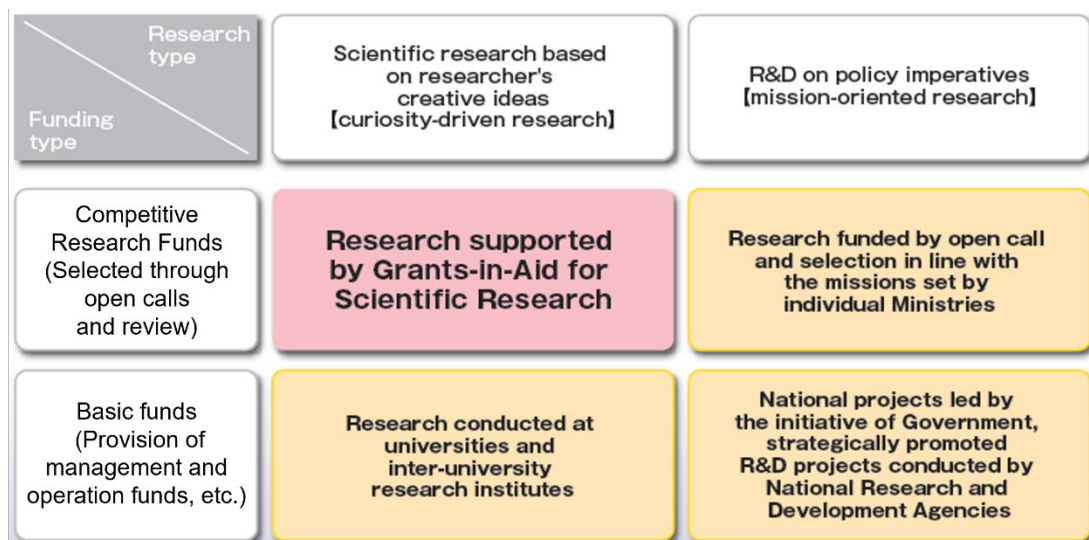 Research
type
Funding
type
Scientific research based
on researcher's
creative ideas
【curiosity-driven research】
R&D on policy imperatives
【mission-oriented research】
Competitive
Research Funds
(Selected through
open calls
and review)
Research supported
by Grants-in-Aid for
Scientific Research
Research funded by open call
and selection in line with
the missions set by
individual Ministries
Basic funds
(Provision of
management and
operation funds, etc.)
Research conducted at
universities and
inter-university
research institutes
National projects led by
the initiative of Government,
strategically promoted
R&D projects conducted by
National Research and
Development Agencies